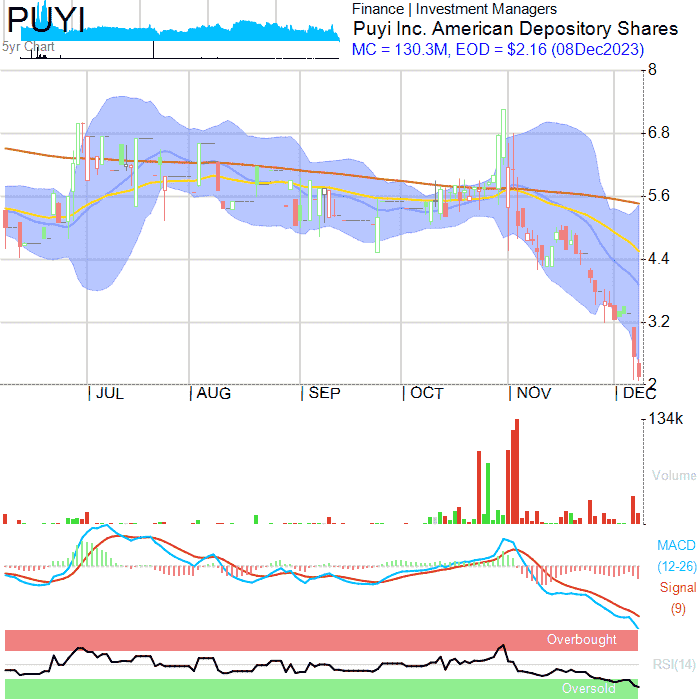 PUYI
5yr Chart
Finance | Investment Managers
Puyi Inc. American Depository Shares
MC = 130.3M, EOD = $2.16 (08Dec2023)
8
6.8
5.6
4.4
3.2
2
JUL AUG SEP OCT NOV DEC
134k
Volume
MACD
(12-26)
Signal
(9)
Overbought
RSI(14)
Oversold